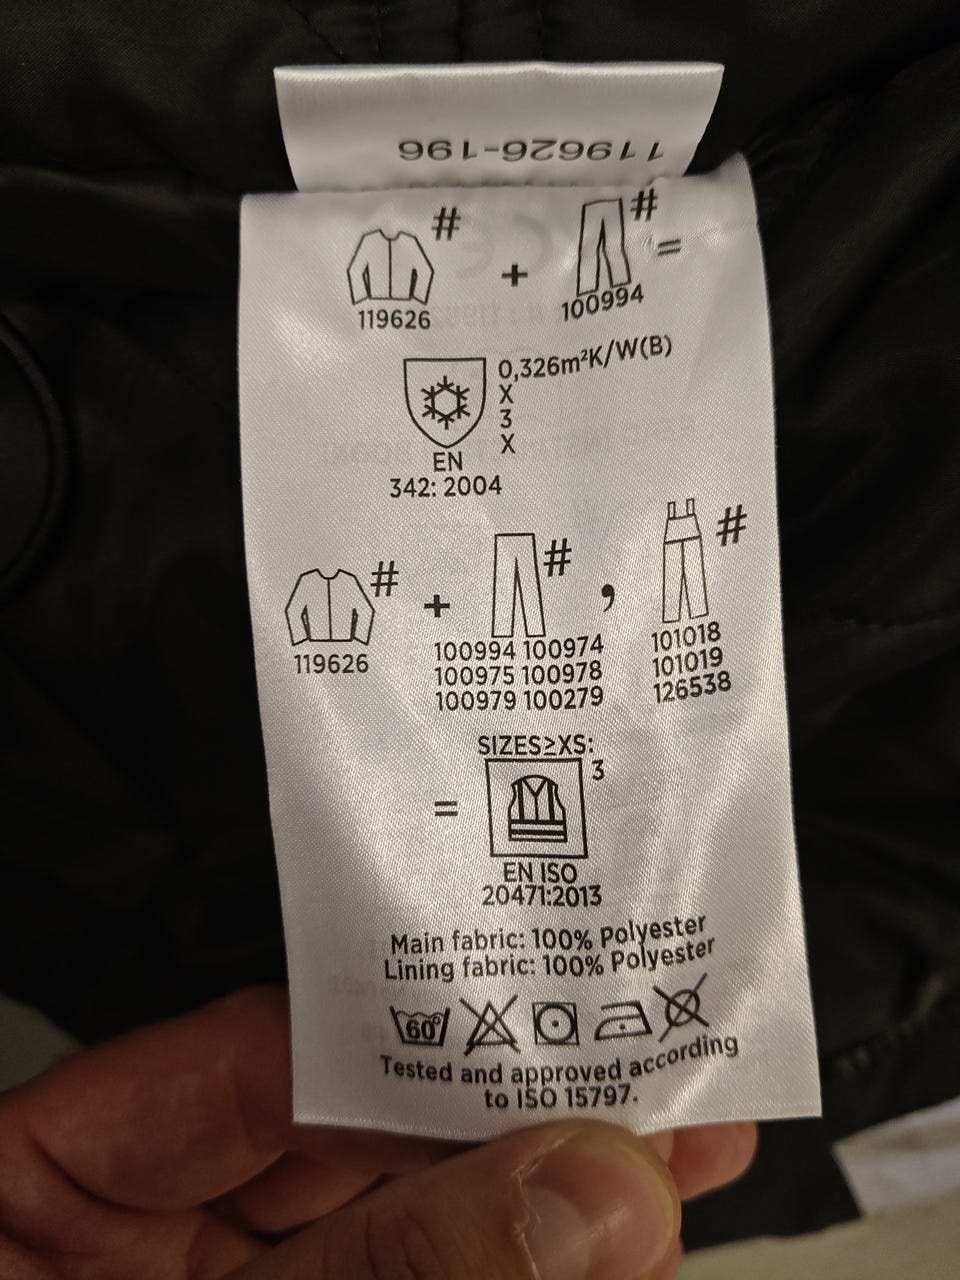 119626-196
# + # =
119626 100994
0,326m²K/W(B)
X
3
X
EN
342: 2004
# + # , #
119626
100994 100974
100975 100978
100979 100279
101018
101019
126538
SIZES≥XS:
= 3
EN ISO
20471:2013
Main fabric: 100% Polyester
Lining fabric: 100% Polyester
60°
Tested and approved according
to ISO 15797.